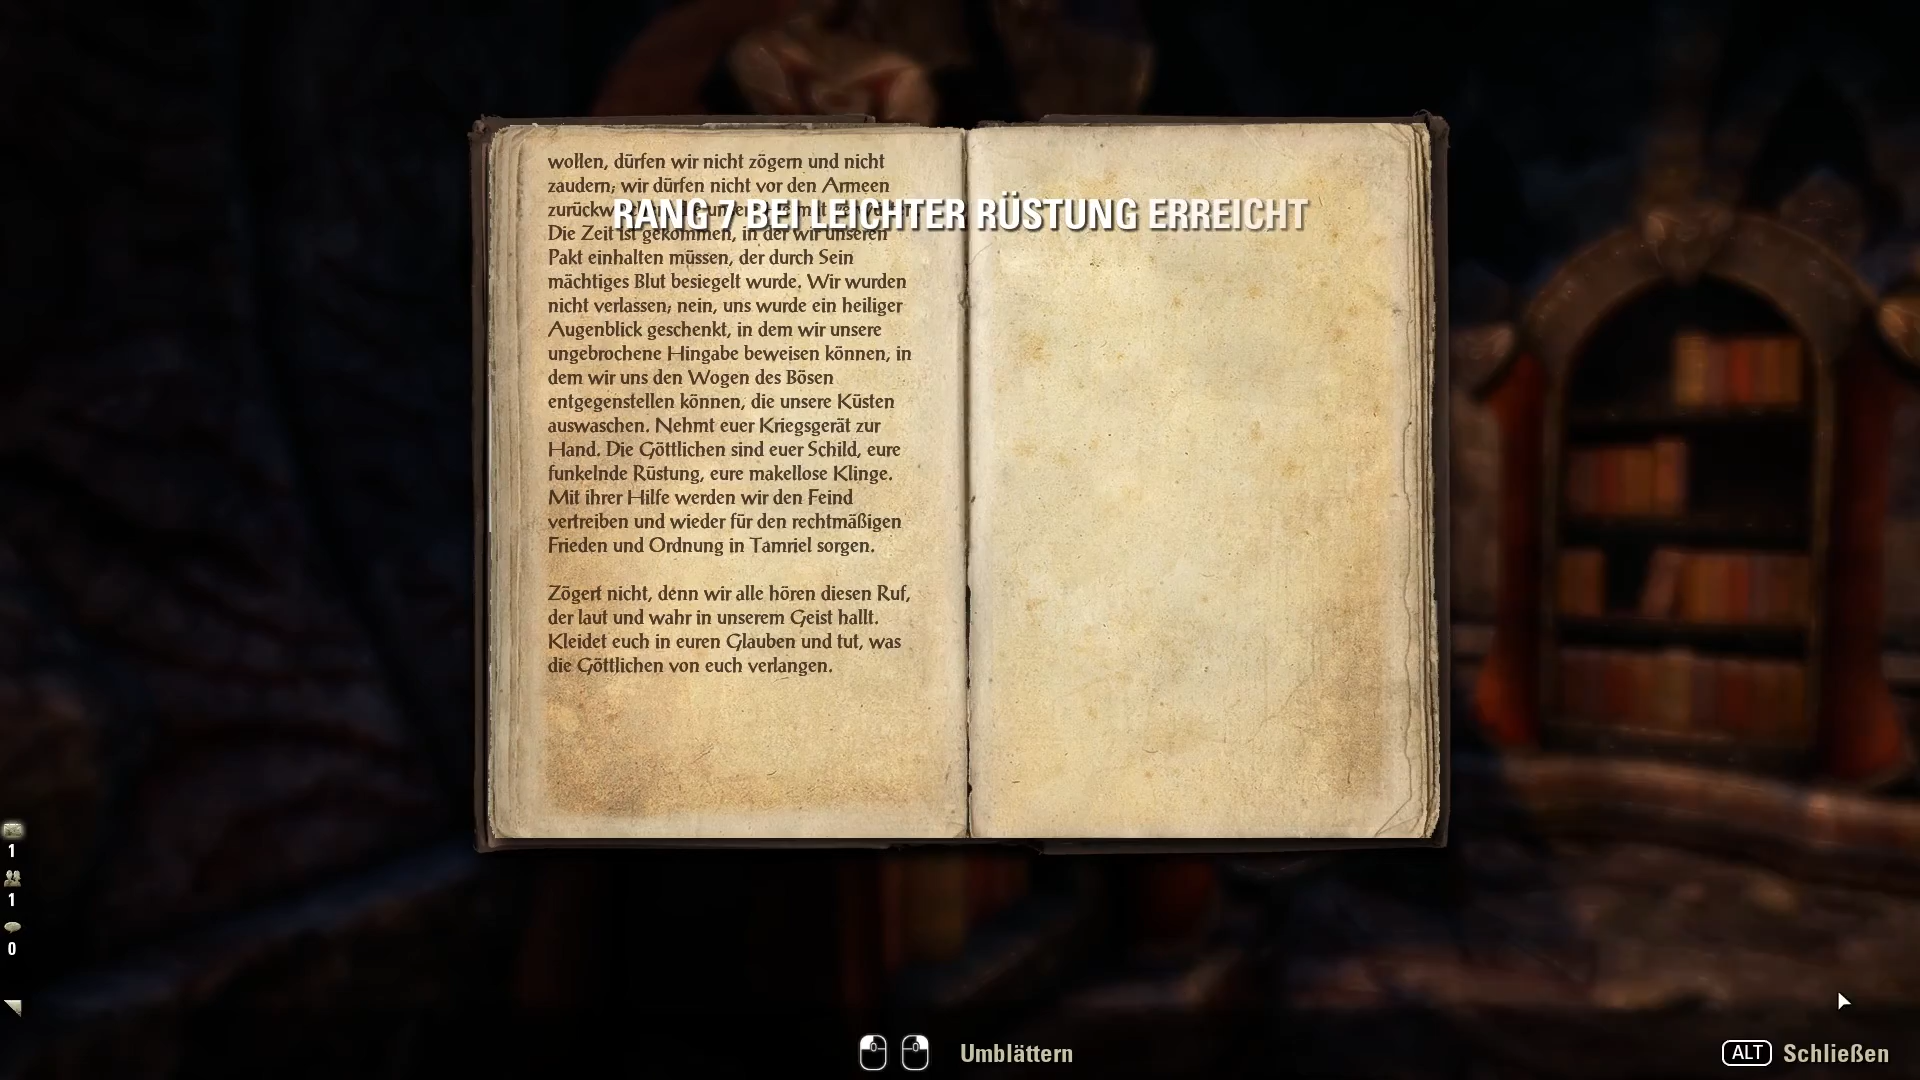 wollen, dürfen wir nicht zögern und nicht
zaudern; wir dürfen nicht vor den Armeen
RANG 7 BEI LEICHTER RÜSTUNG ERREICHT
Die Zeit ist gekommen, in der wir unseren
Pakt einhalten müssen, der durch Sein
mächtiges Blut besiegelt wurde. Wir wurden
nicht verlassen; nein, uns wurde ein heiliger
Augenblick geschenkt, in dem wir unsere
ungebrochene Hingabe beweisen können, in
dem wir uns den Wogen des Bösen
entgegenstellen können, die unsere Küsten
auswaschen. Nehmt euer Kriegsgerät zur
Hand. Die Göttlichen sind euer Schild, eure
funkelnde Rüstung, eure makellose Klinge.
Mit ihrer Hilfe werden wir den Feind
vertreiben und wieder für den rechtmäßigen
Frieden und Ordnung in Tamriel sorgen.
Zögert nicht, denn wir alle hören diesen Ruf,
der laut und wahr in unserem Geist hallt.
Kleidet euch in euren Glauben und tut, was
die Göttlichen von euch verlangen.
1
1
0
Umblättern
ALT Schließen